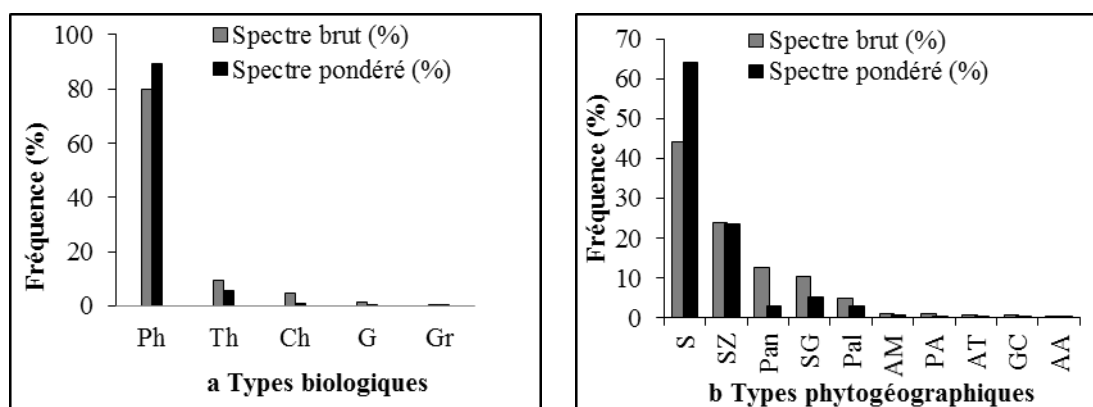 100
80
60
40
20
0
Fréquence (%)
Spectre brut (%)
Spectre pondéré (%)
Ph Th Ch G Gr
a Types biologiques
70
60
50
40
30
20
10
0
Fréquence (%)
Spectre brut (%)
Spectre pondéré (%)
S SZ Pan SG Pal AM PA AT GC AA
b Types phytogéographiques